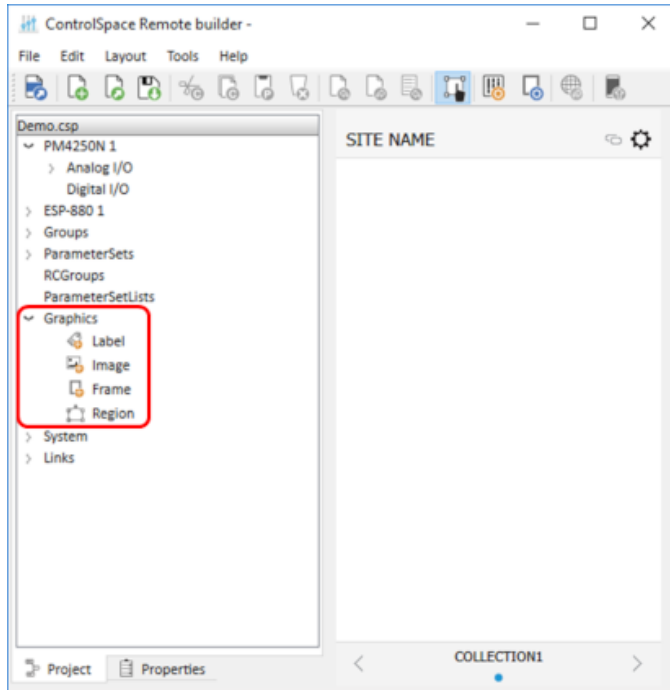 ControlSpace Remote builder -
File Edit Layout Tools Help
Demo.csp
PM4250N 1
Analog I/O
Digital I/O
ESP-880 1
Groups
ParameterSets
RCGroups
ParameterSetLists
Graphics
Label
Image
Frame
Region
System
Links
Project Properties
SITE NAME
COLLECTION1